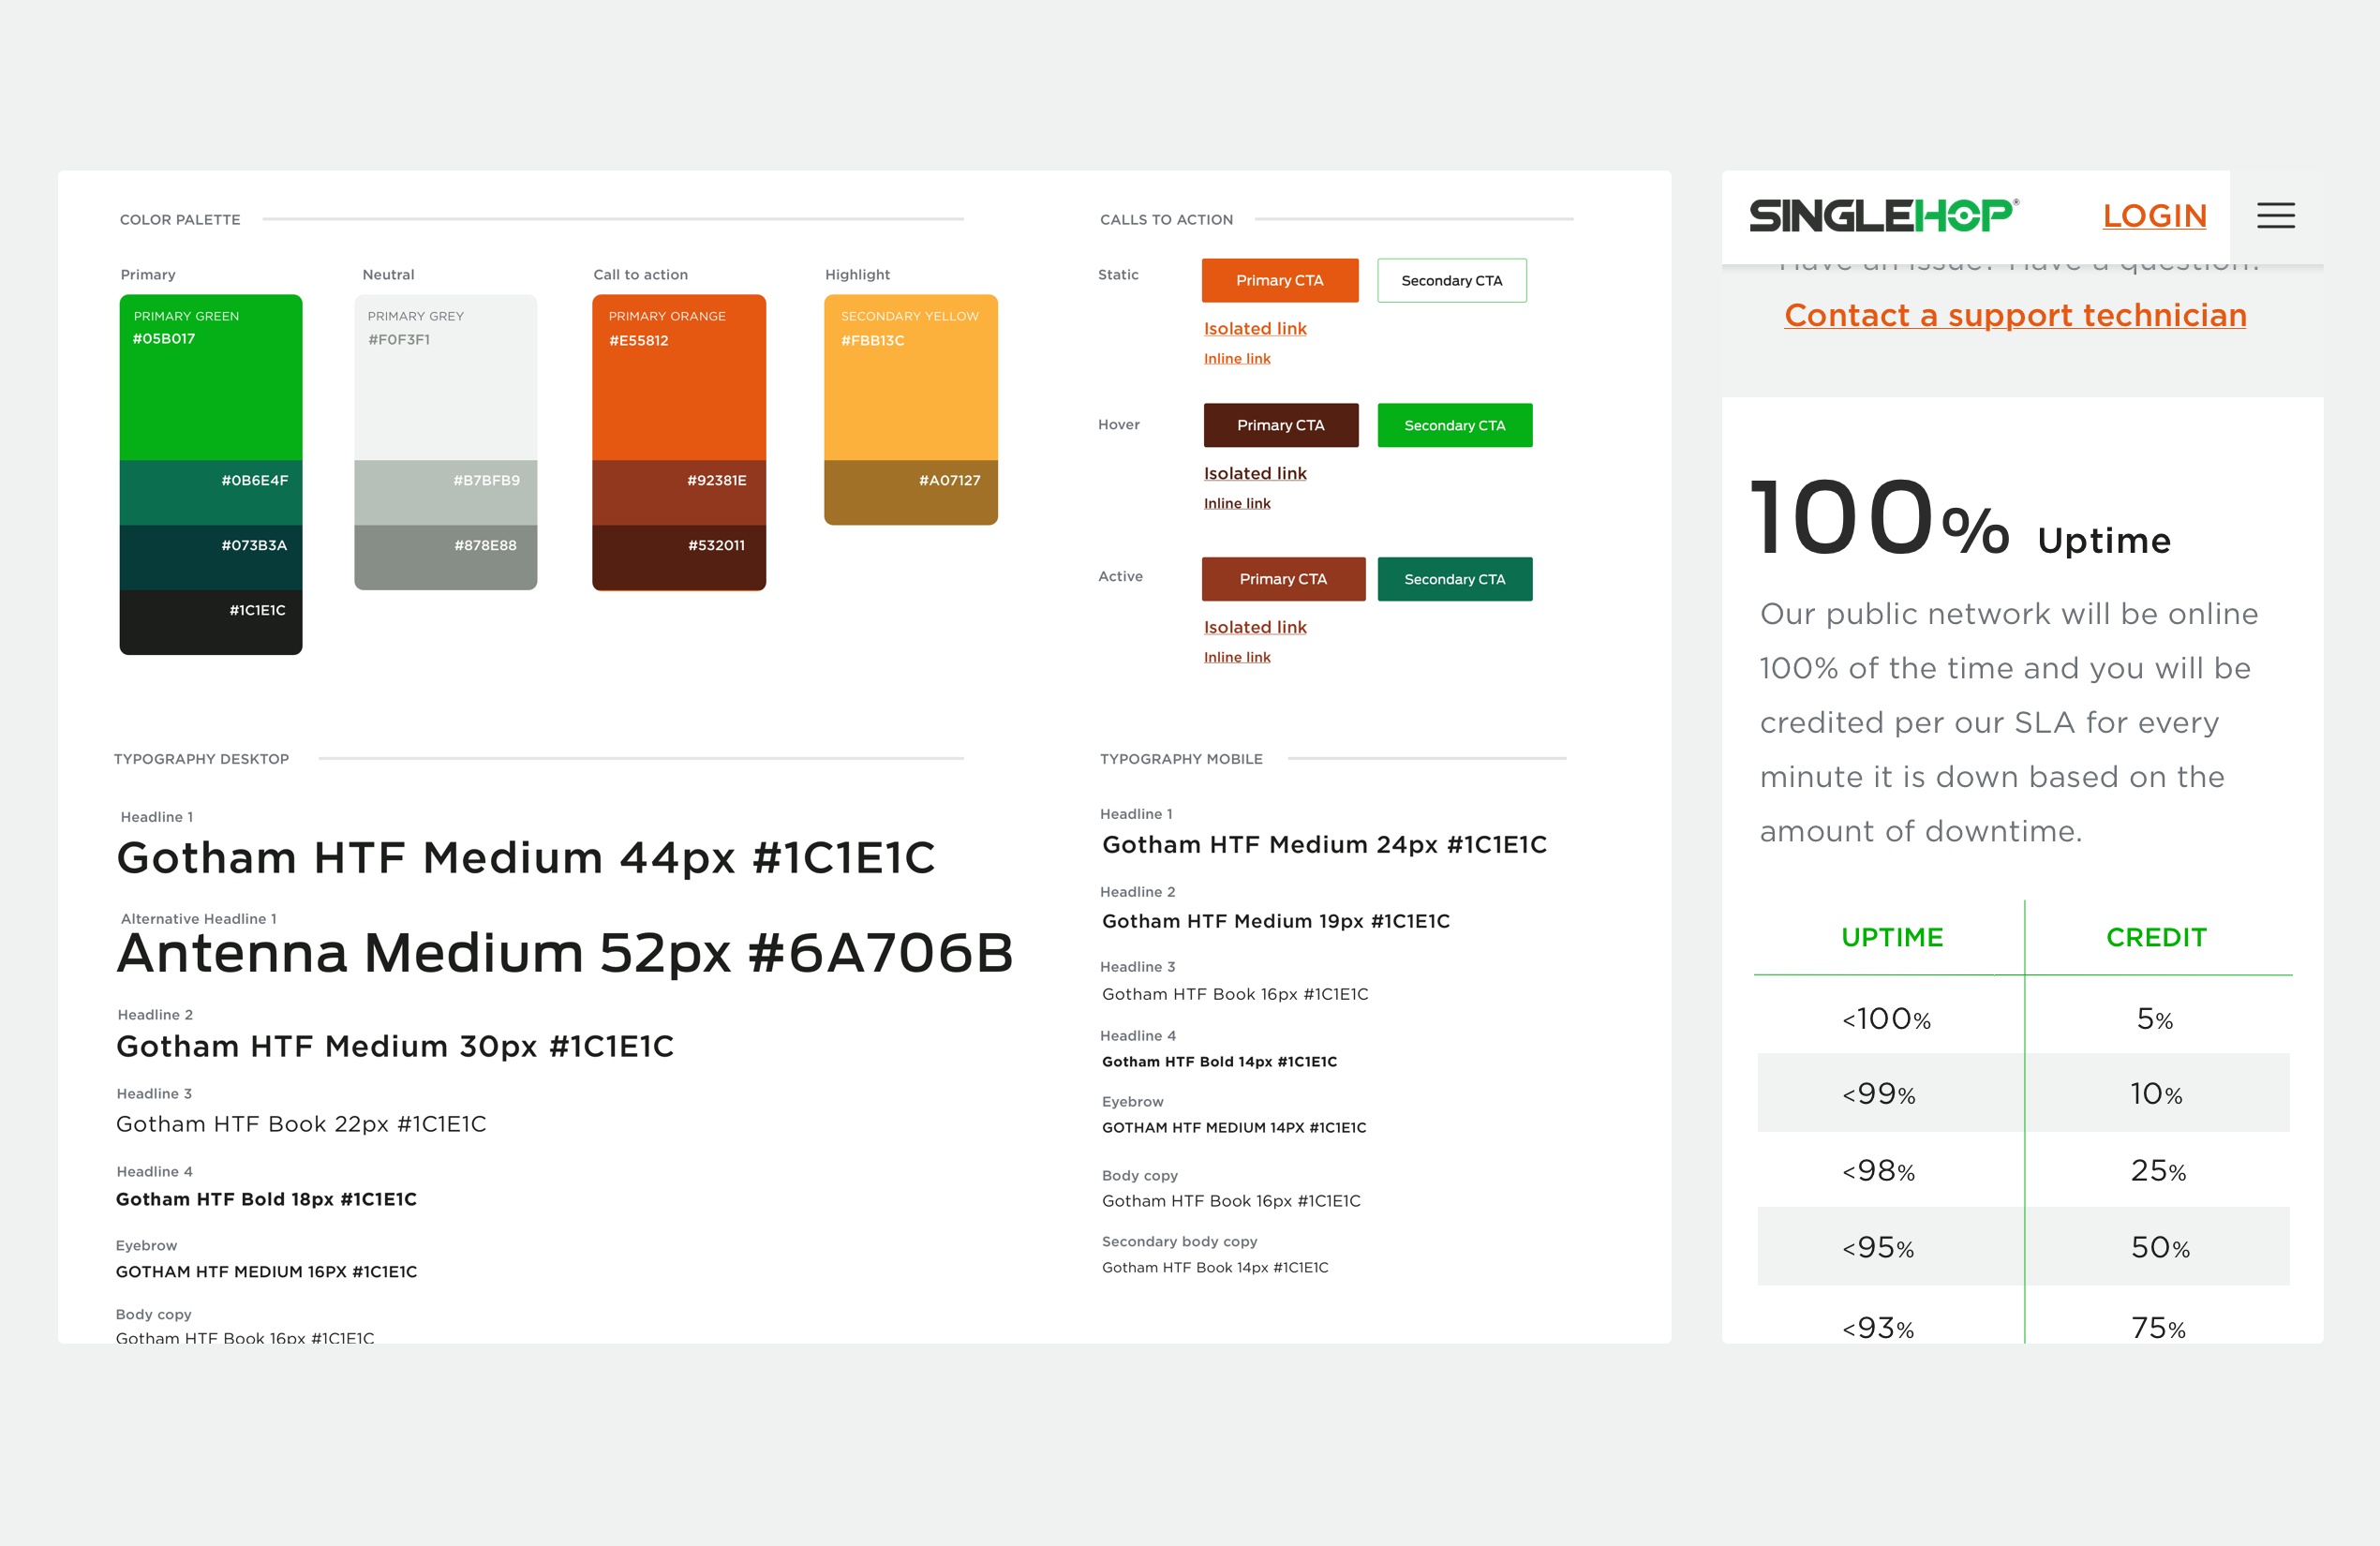 COLOR PALETTE
Primary
Neutral
Call to action
Highlight
PRIMARY GREEN
#05B017
#0B6E4F
#073B3A
#1C1E1C
PRIMARY GREY
#F0F3F1
#B7BFB9
#878E88
PRIMARY ORANGE
#E55812
#92381E
#532011
SECONDARY YELLOW
#FBB13C
#A07127
CALLS TO ACTION
Static
Primary CTA
Secondary CTA
Isolated link
Inline link
Hover
Primary CTA
Secondary CTA
Isolated link
Inline link
Active
Primary CTA
Secondary CTA
Isolated link
Inline link
TYPOGRAPHY DESKTOP
Headline 1
Gotham HTF Medium 44px #1C1E1C
Alternative Headline 1
Antenna Medium 52px #6A706B
Headline 2
Gotham HTF Medium 30px #1C1E1C
Headline 3
Gotham HTF Book 22px #1C1E1C
Headline 4
Gotham HTF Bold 18px #1C1E1C
Eyebrow
GOTHAM HTF MEDIUM 16PX #1C1E1C
Body copy
Gotham HTF Book 16px #1C1E1C
TYPOGRAPHY MOBILE
Headline 1
Gotham HTF Medium 24px #1C1E1C
Headline 2
Gotham HTF Medium 19px #1C1E1C
Headline 3
Gotham HTF Book 16px #1C1E1C
Headline 4
Gotham HTF Bold 14px #1C1E1C
Eyebrow
GOTHAM HTF MEDIUM 14PX #1C1E1C
Body copy
Gotham HTF Book 16px #1C1E1C
Secondary body copy
Gotham HTF Book 14px #1C1E1C
SINGLEHOP®
LOGIN
Have an issue? Have a question?
Contact a support technician
100% Uptime
Our public network will be online
100% of the time and you will be
credited per our SLA for every
minute it is down based on the
amount of downtime.
UPTIME CREDIT
<100% 5%
<99% 10%
<98% 25%
<95% 50%
<93% 75%